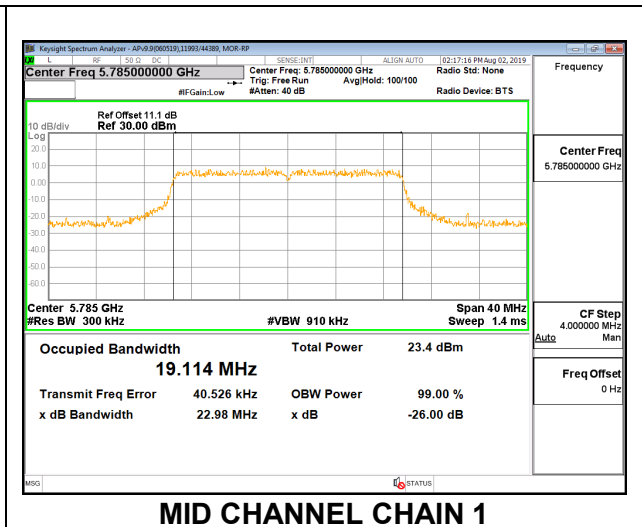 Keysight Spectrum Analyzer - APv9.9(060519),11993/44389, MOR-RP
L RF 50 Ω DC SENSE:INT ALIGN AUTO 02:17:16 PM Aug 02, 2019
Center Freq 5.785000000 GHz Center Freq: 5.785000000 GHz Radio Std: None Frequency
Trig: Free Run Avg|Hold: 100/100
#IFGain:Low #Atten: 40 dB Radio Device: BTS
Ref Offset 11.1 dB
10 dB/div Ref 30.00 dBm
Log
20.0
10.0
0.00
-10.0
-20.0
-30.0
-40.0
-50.0
-60.0
Center 5.785 GHz Span 40 MHz
#Res BW 300 kHz #VBW 910 kHz Sweep 1.4 ms
Occupied Bandwidth Total Power 23.4 dBm
19.114 MHz
Transmit Freq Error 40.526 kHz OBW Power 99.00 %
x dB Bandwidth 22.98 MHz x dB -26.00 dB
Center Freq
5.785000000 GHz
CF Step
4.000000 MHz
Auto Man
Freq Offset
0 Hz
MSG STATUS
MID CHANNEL CHAIN 1